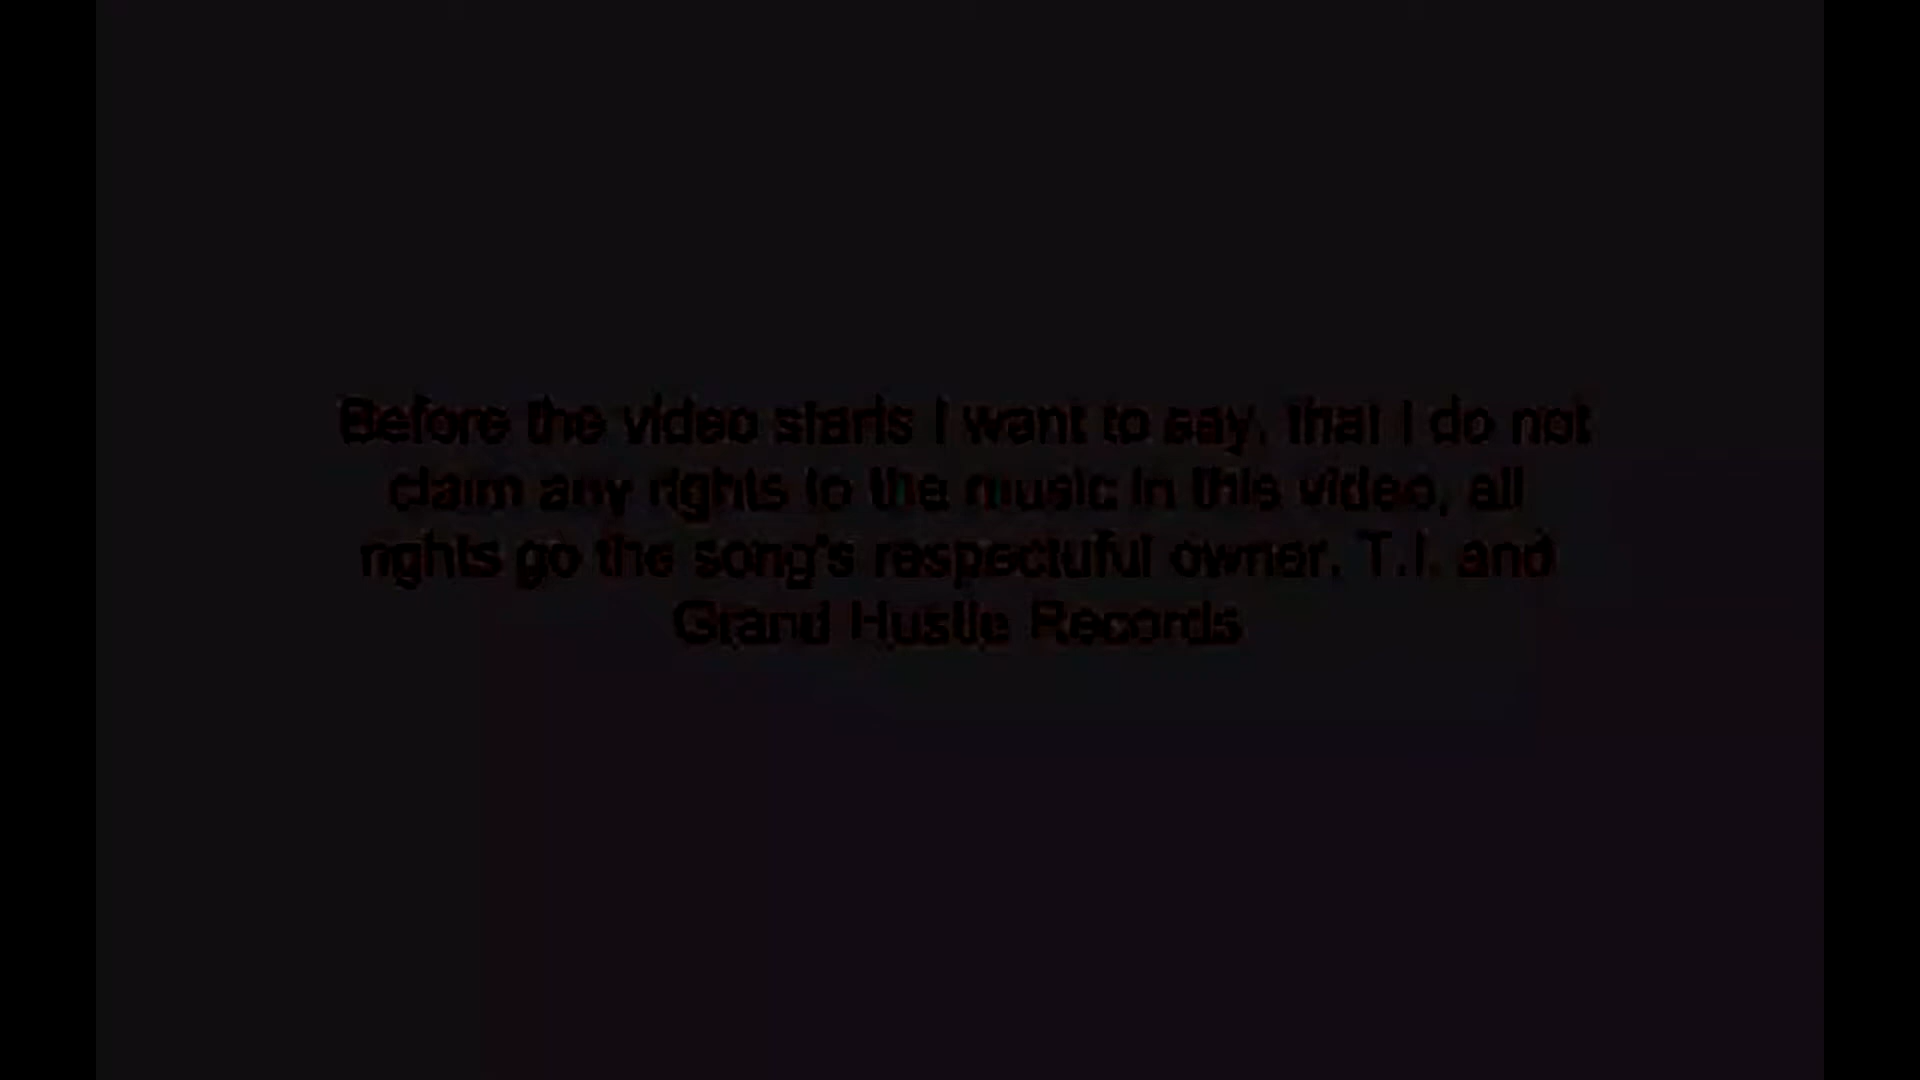 Before the video starts I want to say, that I do not
claim any rights to the music in this video, all
rights go the song's respectuful owner, T.I. and
Grand Hustle Records